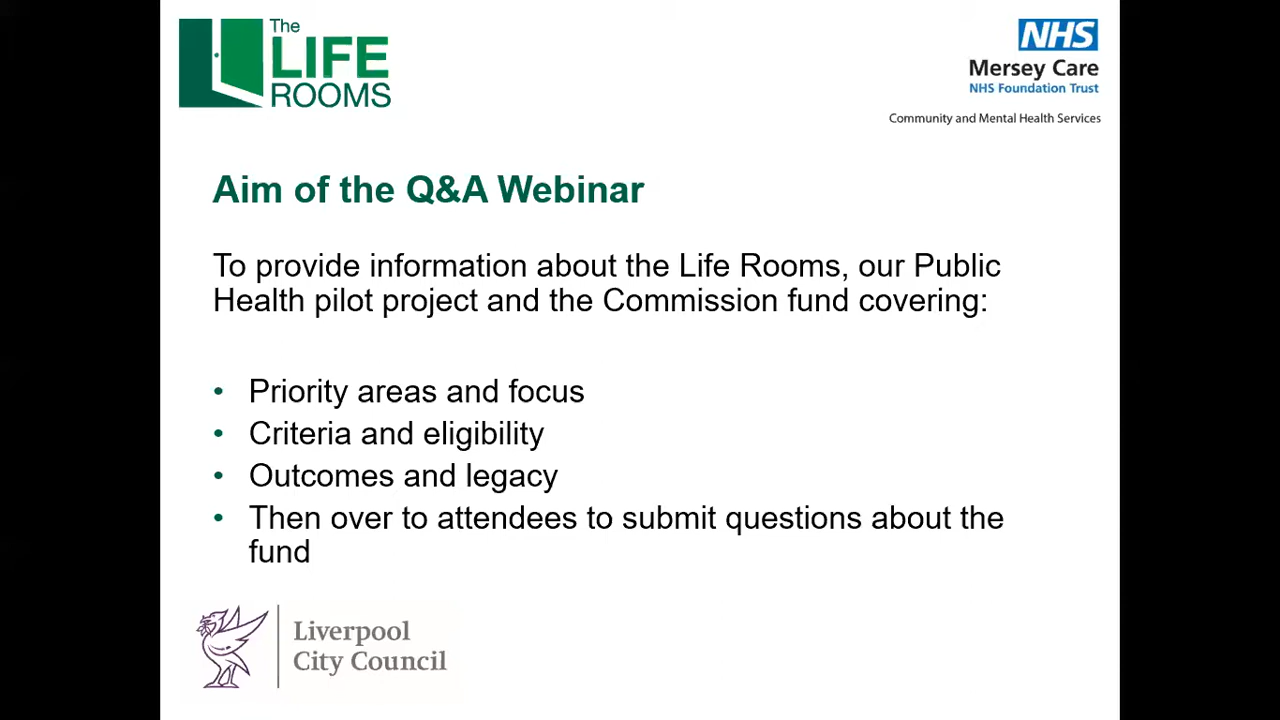 The
LIFE
ROOMS
NHS
Mersey Care
NHS Foundation Trust
Community and Mental Health Services
Aim of the Q&A Webinar
To provide information about the Life Rooms, our Public
Health pilot project and the Commission fund covering:
• Priority areas and focus
• Criteria and eligibility
• Outcomes and legacy
• Then over to attendees to submit questions about the
fund
Liverpool
City Council